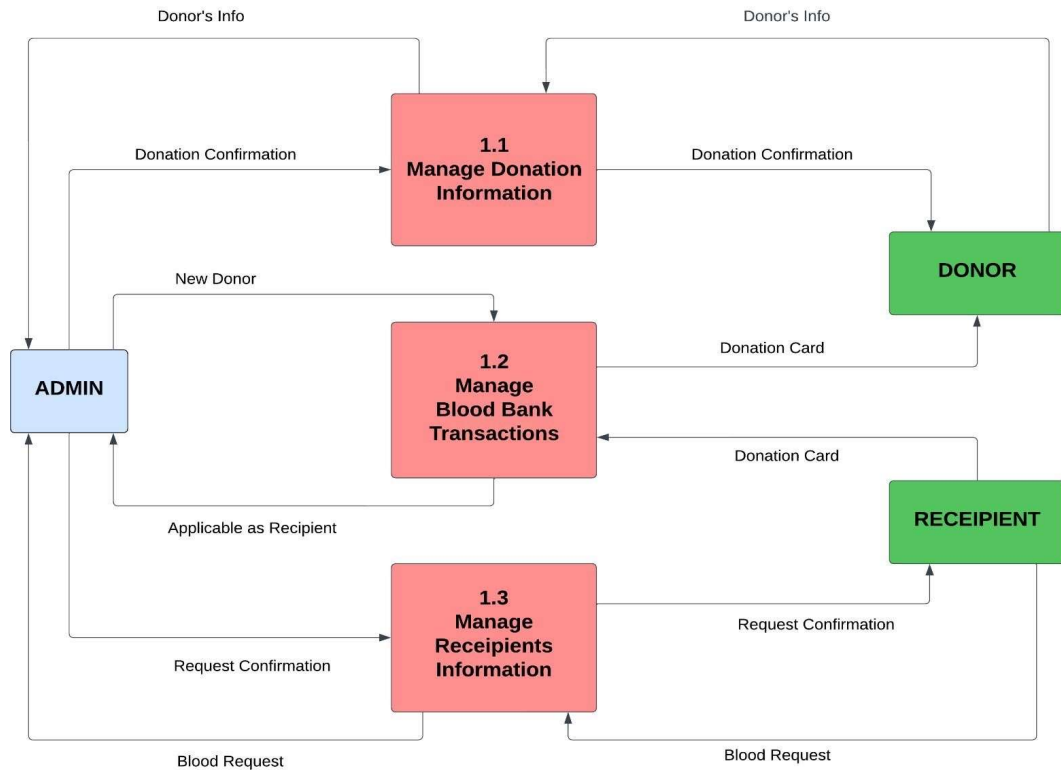 Donor's Info
Donor's Info
1.1
Manage Donation
Information
Donation Confirmation
Donation Confirmation
DONOR
New Donor
1.2
Manage
Blood Bank
Transactions
Donation Card
ADMIN
Donation Card
RECEIPIENT
Applicable as Recipient
1.3
Manage
Receipients
Information
Request Confirmation
Request Confirmation
Blood Request
Blood Request